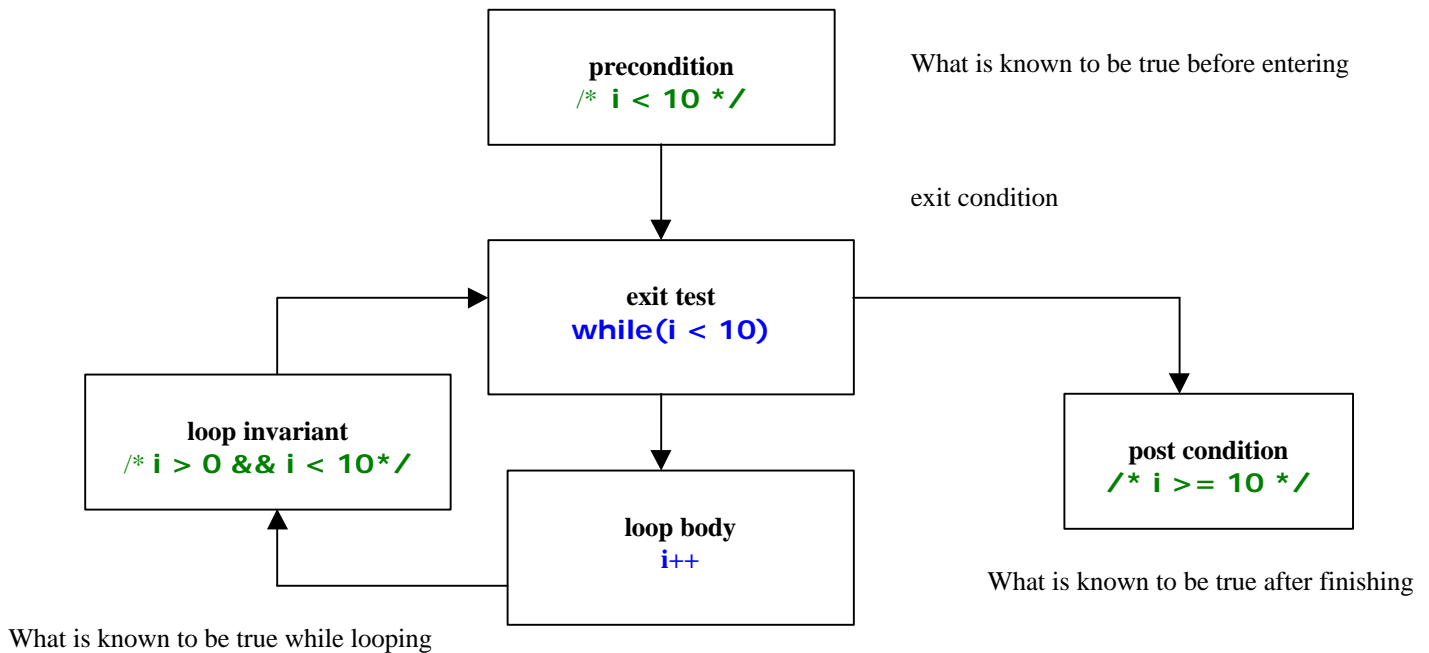 precondition
/* i < 10 */
What is known to be true before entering
exit condition
exit test
while(i < 10)
loop invariant
/* i > 0 && i < 10*/
loop body
i++
post condition
/* i >= 10 */
What is known to be true after finishing
What is known to be true while looping